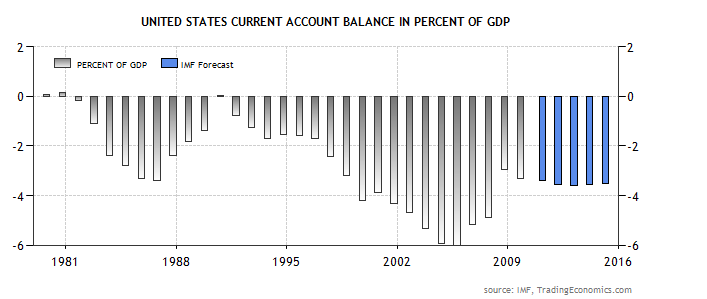 UNITED STATES CURRENT ACCOUNT BALANCE IN PERCENT OF GDP
2 2
PERCENT OF GDP IMF Forecast
0 0
-2 -2
-4 -4
-6 -6
1981 1988 1995 2002 2009 2016
source: IMF, TradingEconomics.com